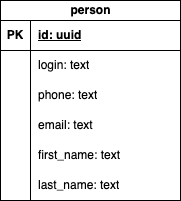 person
PK id: uuid
login: text
phone: text
email: text
first_name: text
last_name: text